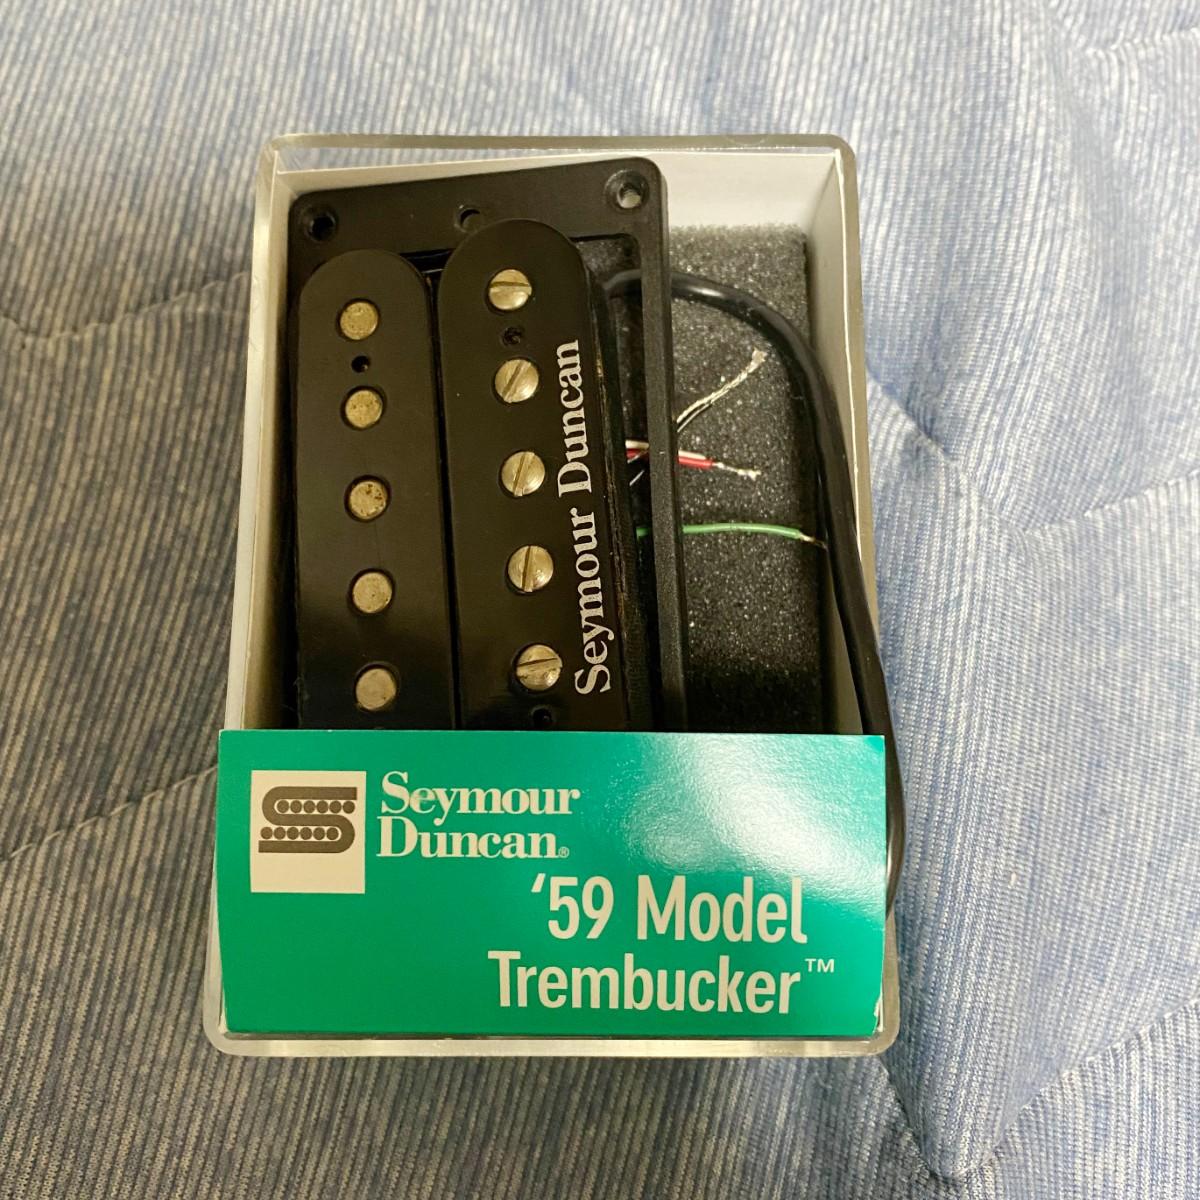 Seymour Duncan
Seymour
Duncan®
'59 Model
Trembucker™